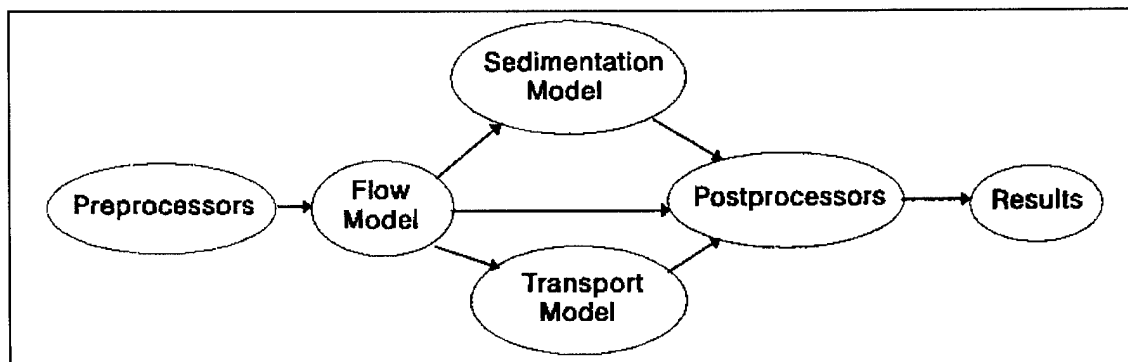 Sedimentation
Model
Preprocessors
Flow
Model
Postprocessors
Results
Transport
Model